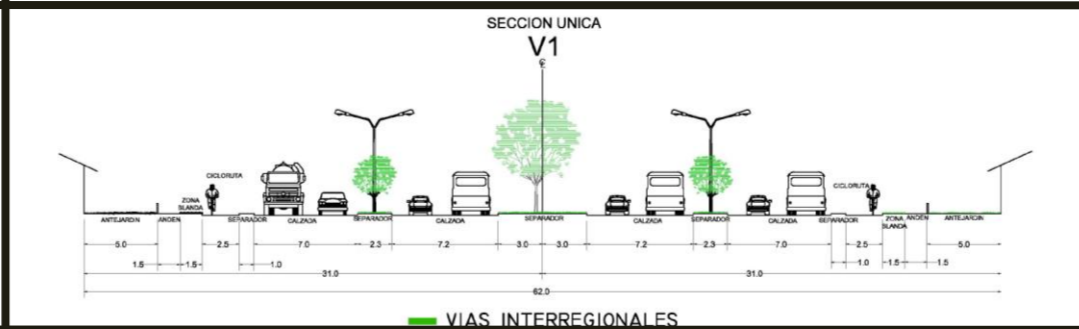 SECCION UNICA
V1
CICLORUTA
CICLORUTA
ZONA
BLANDA
ANTEJARDIN ANDEN SEPARADOR CALZADA SEPARADOR CALZADA SEPARADOR CALZADA SEPARADOR CALZADA SEPARADOR ZONA BLANDA ANDEN ANTEJARDIN
5.0 2.5 7.0 2.3 7.2 3.0 3.0 7.2 2.3 7.0 2.5 5.0
1.5 1.5 1.0 1.0 1.5 1.5
31.0 31.0
62.0
VIAS INTERREGIONALES